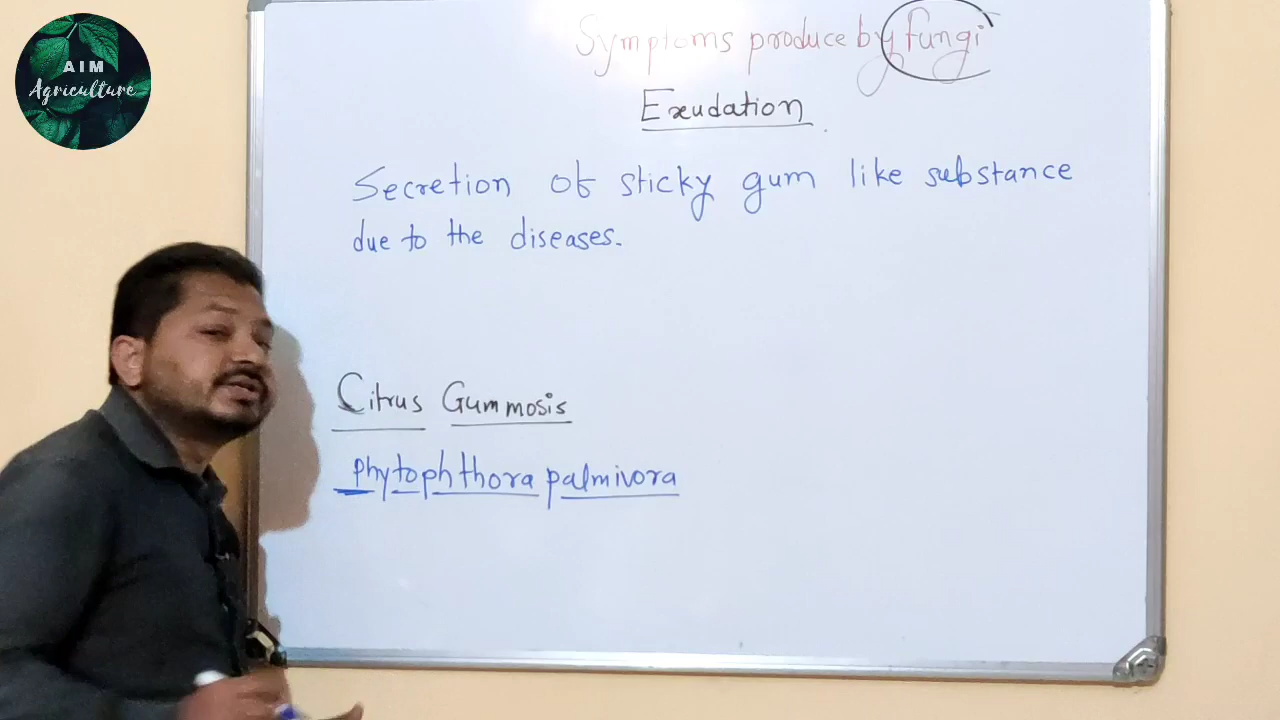 AIM
Agriculture
Symptoms produce by fungi
Exudation
Secretion of sticky gum like substance
due to the diseases.
Citrus Gummosis
phytophthora palmivora